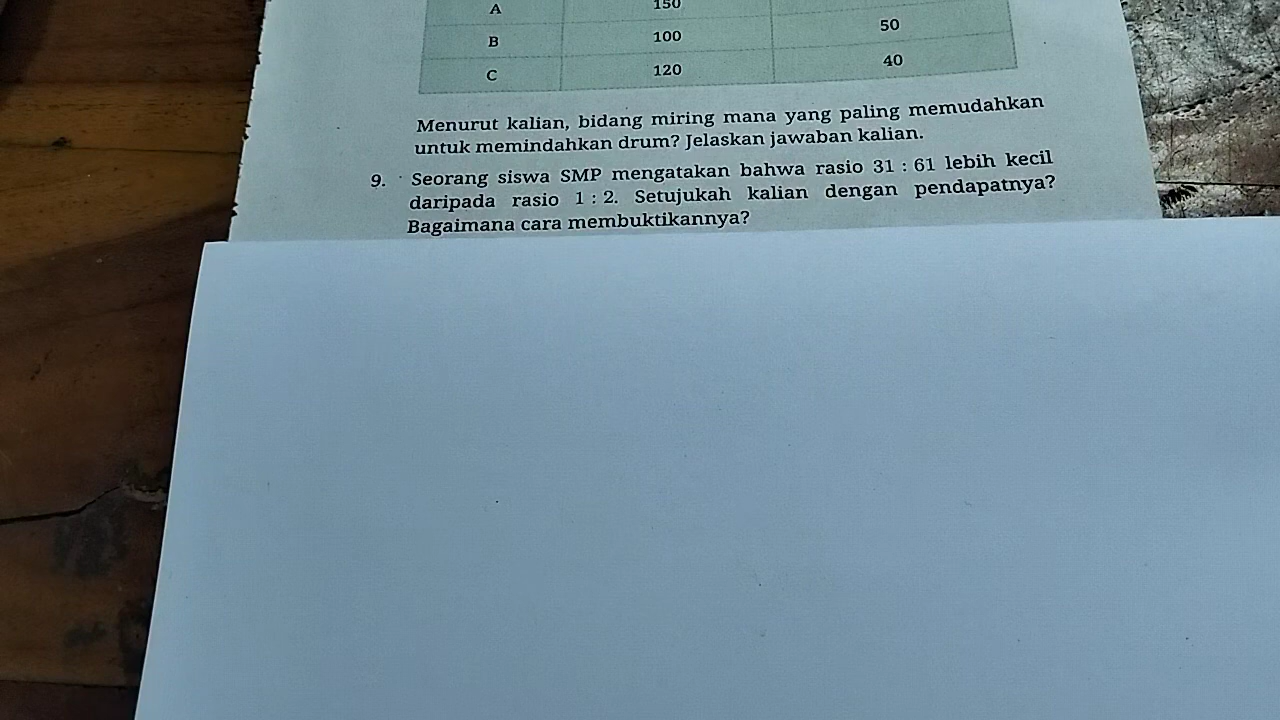 A 150
B 100 50
C 120 40
Menurut kalian, bidang miring mana yang paling memudahkan
untuk memindahkan drum? Jelaskan jawaban kalian.
9. Seorang siswa SMP mengatakan bahwa rasio 31 : 61 lebih kecil
daripada rasio 1 : 2. Setujukah kalian dengan pendapatnya?
Bagaimana cara membuktikannya?